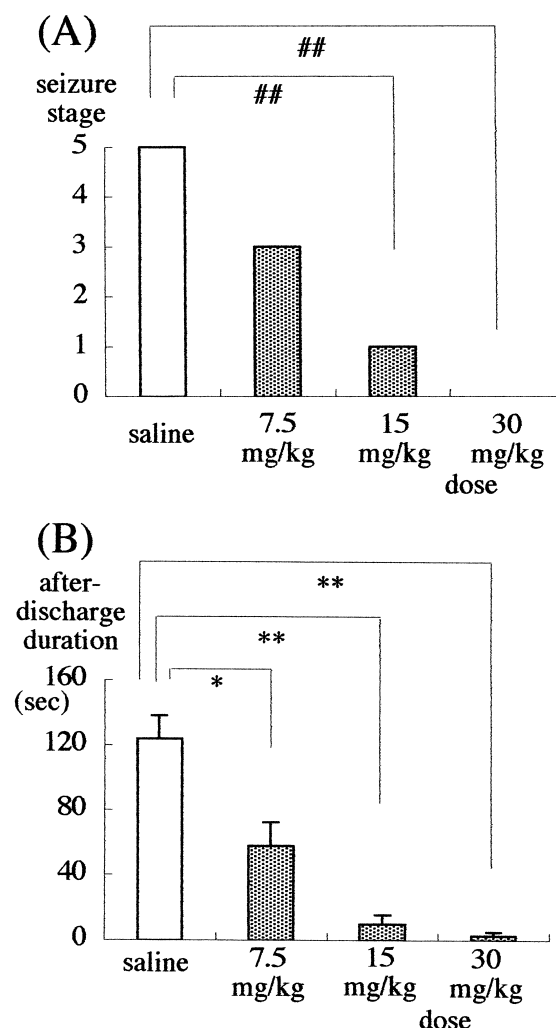 (A)
##
seizure
stage
##
5
4
3
2
1
0
saline
7.5
mg/kg
15
mg/kg
30
mg/kg
dose
(B)
after-
discharge
duration
**
**
160
(sec)
*
120
80
40
0
saline
7.5
mg/kg
15
mg/kg
30
mg/kg
dose